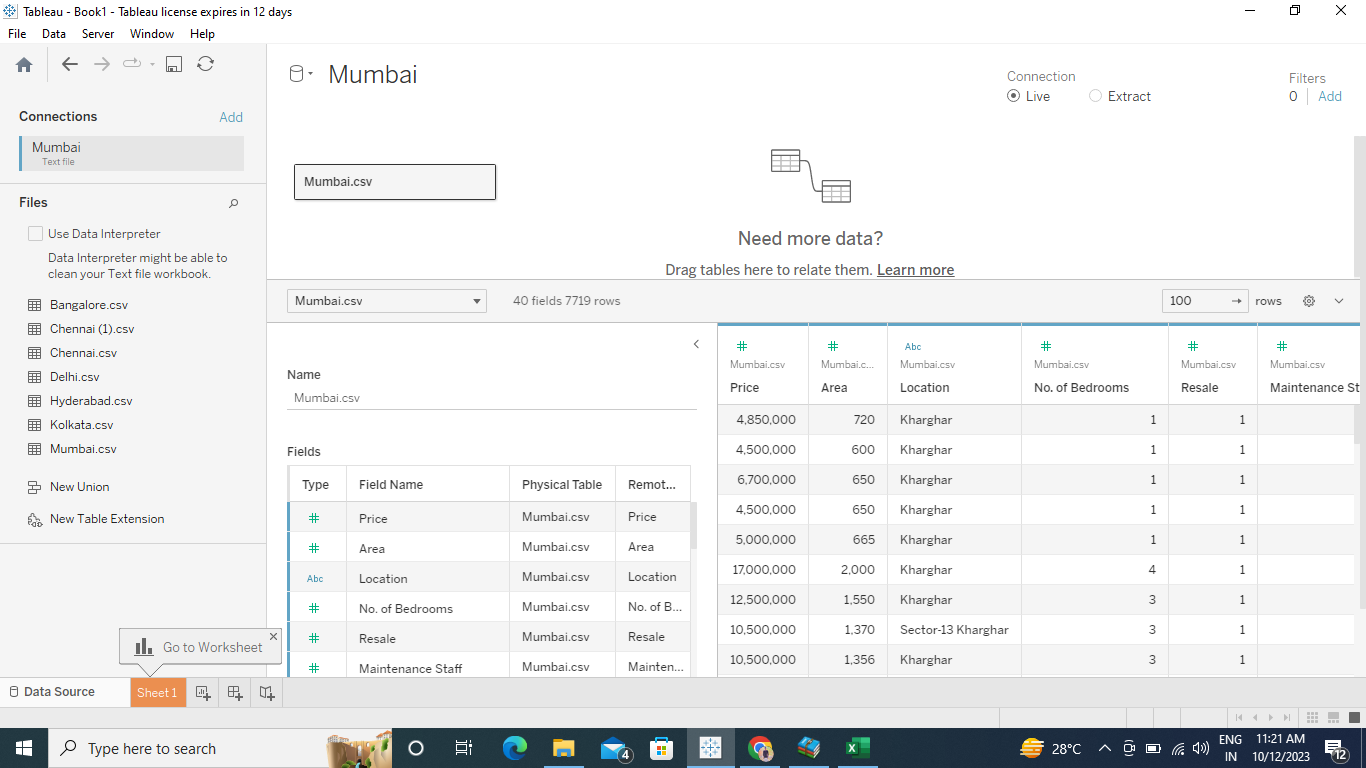 Tableau - Book1 - Tableau license expires in 12 days
File Data Server Window Help
Connections Add
Mumbai
Text file
Files
Use Data Interpreter
Data Interpreter might be able to
clean your Text file workbook.
Bangalore.csv
Chennai (1).csv
Chennai.csv
Delhi.csv
Hyderabad.csv
Kolkata.csv
Mumbai.csv
New Union
New Table Extension
Go to Worksheet
Mumbai
Connection
Live Extract
Filters
0 Add
Mumbai.csv
Need more data?
Drag tables here to relate them. Learn more
Mumbai.csv 40 fields 7719 rows 100 rows
Name
Mumbai.csv
Fields
Type Field Name Physical Table Remot...
Price Mumbai.csv Price
Area Mumbai.csv Area
Abc Location Mumbai.csv Location
No. of Bedrooms Mumbai.csv No. of B...
Resale Mumbai.csv Resale
Maintenance Staff Mumbai.csv Mainten...
Abc
Mumbai.csv Mumbai.c... Mumbai.csv Mumbai.csv Mumbai.csv Mumbai.csv
Price Area Location No. of Bedrooms Resale Maintenance St
4,850,000 720 Kharghar 1 1
4,500,000 600 Kharghar 1 1
6,700,000 650 Kharghar 1 1
4,500,000 650 Kharghar 1 1
5,000,000 665 Kharghar 1 1
17,000,000 2,000 Kharghar 4 1
12,500,000 1,550 Kharghar 3 1
10,500,000 1,370 Sector-13 Kharghar 3 1
10,500,000 1,356 Kharghar 3 1
Data Source Sheet 1
Type here to search
4
28°C
ENG
IN
11:21 AM
10/12/2023
12